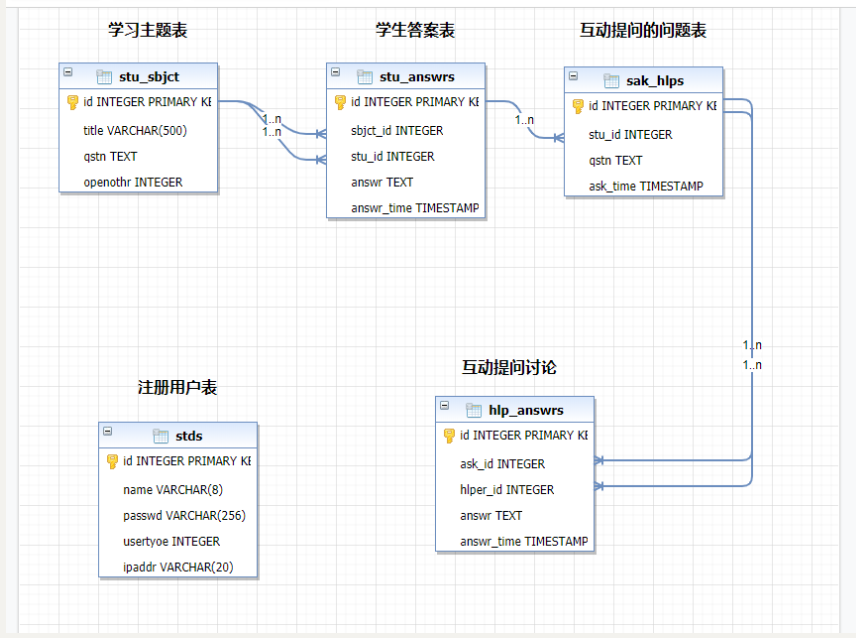 学习主题表
stu_sbjct
id INTEGER PRIMARY KE
title VARCHAR(500)
qstn TEXT
openothr INTEGER
学生答案表
stu_answrs
id INTEGER PRIMARY KE
sbjct_id INTEGER
stu_id INTEGER
answr TEXT
answr_time TIMESTAMP
互动提问的问题表
sak_hlps
id INTEGER PRIMARY KE
stu_id INTEGER
qstn TEXT
ask_time TIMESTAMP
1..n
1..n
1..n
1..n
1..n
注册用户表
stds
id INTEGER PRIMARY KE
name VARCHAR(8)
passwd VARCHAR(256)
usertyoe INTEGER
ipaddr VARCHAR(20)
互动提问讨论
hlp_answrs
id INTEGER PRIMARY KE
ask_id INTEGER
hlper_id INTEGER
answr TEXT
answr_time TIMESTAMP